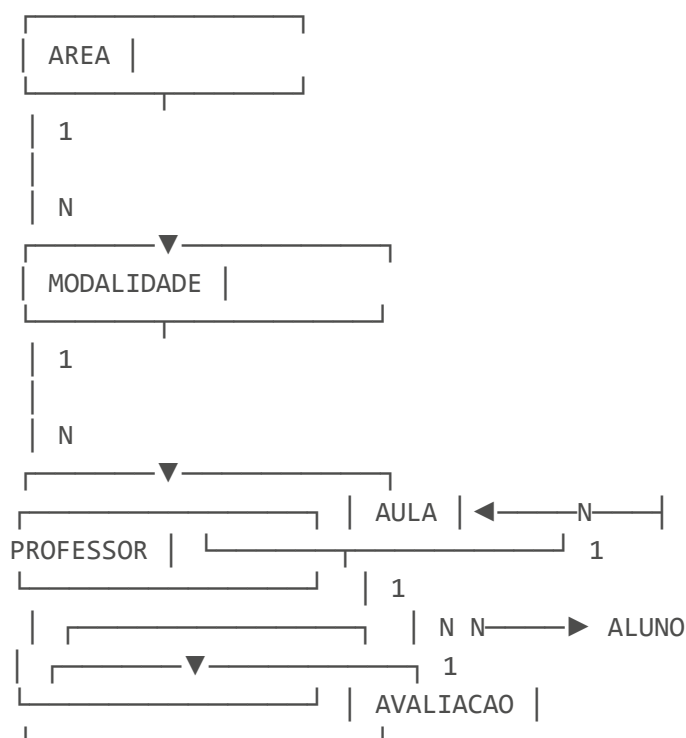 AREA
1
N
MODALIDADE
1
N
AULA N
PROFESSOR 1
1
N N ALUNO
1
AVALIACAO